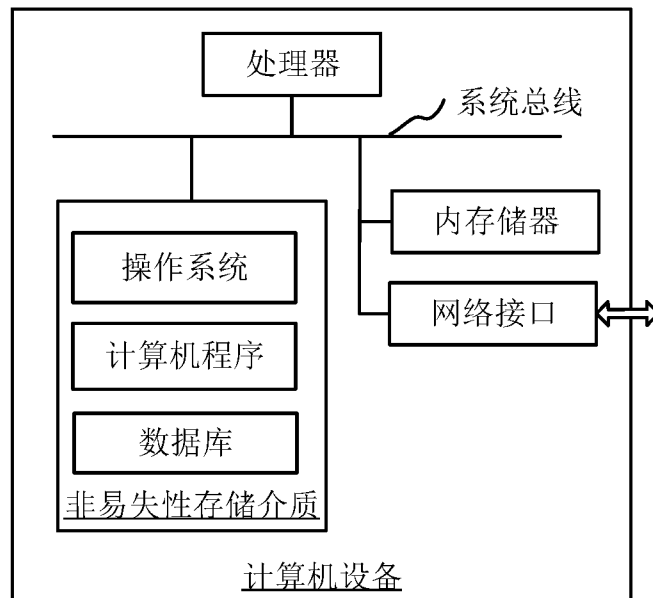 处理器
系统总线
内存储器
操作系统
网络接口
计算机程序
数据库
非易失性存储介质
计算机设备